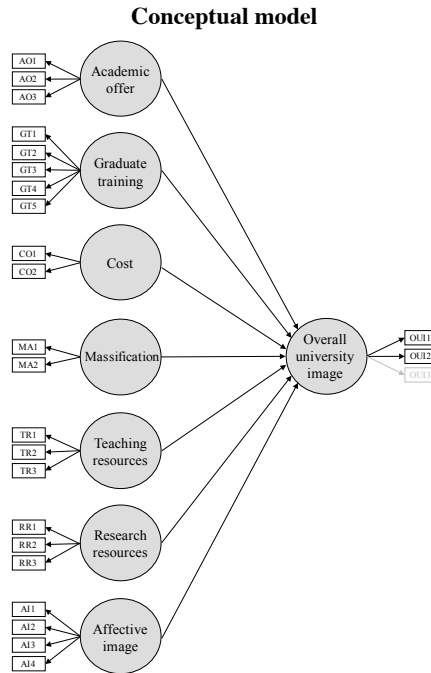 Conceptual model
AO1
AO2
AO3
Academic
offer
GT1
GT2
GT3
GT4
GT5
Graduate
training
CO1
CO2
Cost
MA1
MA2
Massification
Overall
university
image
OUI1
OUI2
OUI3
TR1
TR2
TR3
Teaching
resources
RR1
RR2
RR3
Research
resources
AI1
AI2
AI3
AI4
Affective
image